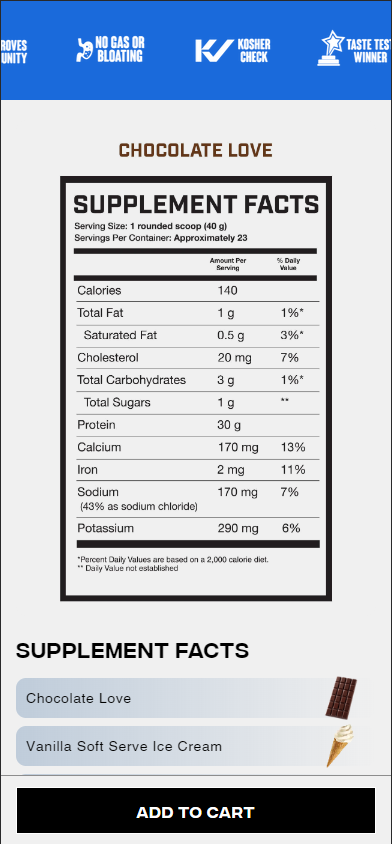 ROVES
UNITY
NO GAS OR
BLOATING
KOSHER
CHECK
TASTE TEST
WINNER
CHOCOLATE LOVE
SUPPLEMENT FACTS
Serving Size: 1 rounded scoop (40 g)
Servings Per Container: Approximately 23
Amount Per Serving % Daily Value
Calories 140
Total Fat 1 g 1%*
Saturated Fat 0.5 g 3%*
Cholesterol 20 mg 7%
Total Carbohydrates 3 g 1%*
Total Sugars 1 g **
Protein 30 g
Calcium 170 mg 13%
Iron 2 mg 11%
Sodium 170 mg 7%
(43% as sodium chloride)
Potassium 290 mg 6%
*Percent Daily Values are based on a 2,000 calorie diet.
** Daily Value not established
SUPPLEMENT FACTS
Chocolate Love
Vanilla Soft Serve Ice Cream
ADD TO CART